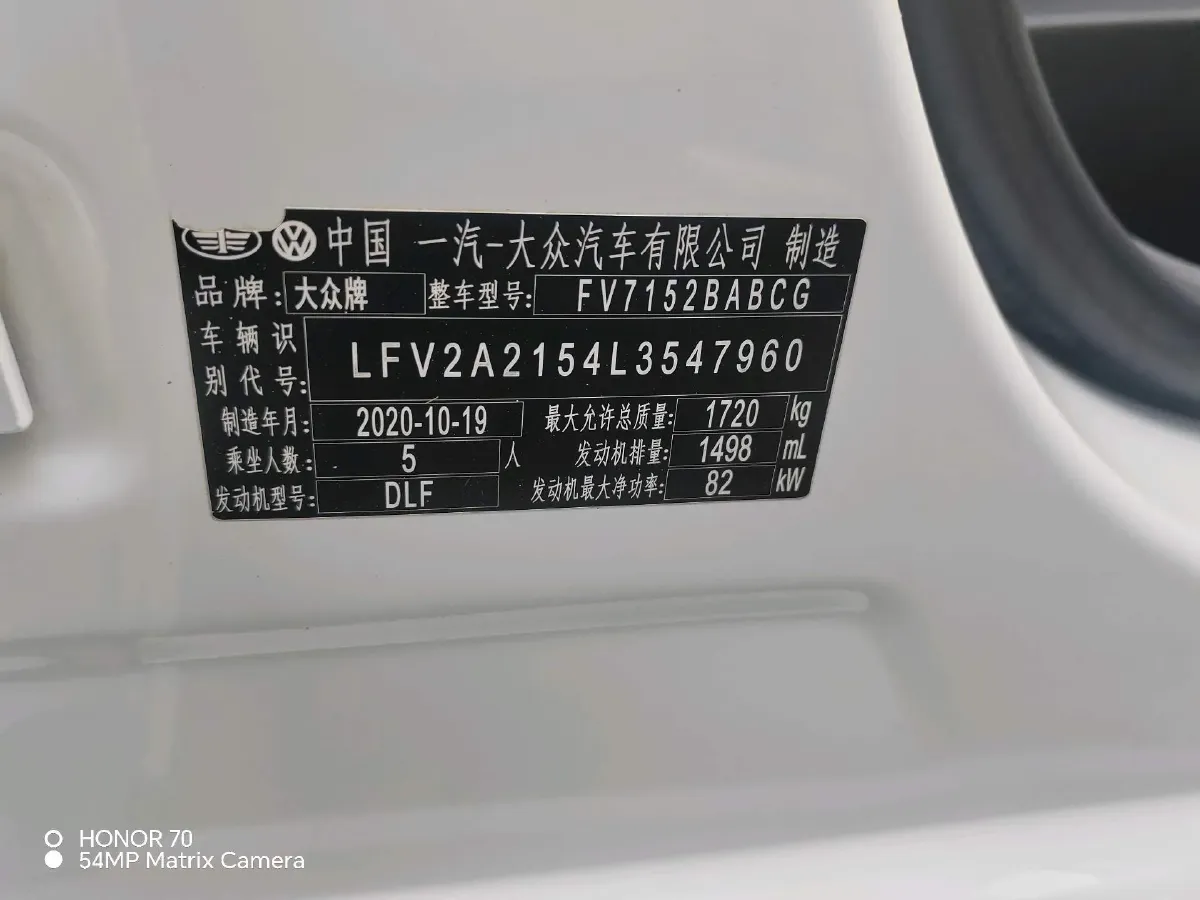 中国 一汽-大众汽车有限公司 制造
品牌: 大众牌 整车型号: FV7152BABCG
车辆识别代号: LFV2A2154L3547960
制造年月: 2020-10-19 最大允许总质量: 1720 kg
乘坐人数: 5 人 发动机排量: 1498 mL
发动机型号: DLF 发动机最大净功率: 82 kW
HONOR 70
54MP Matrix Camera